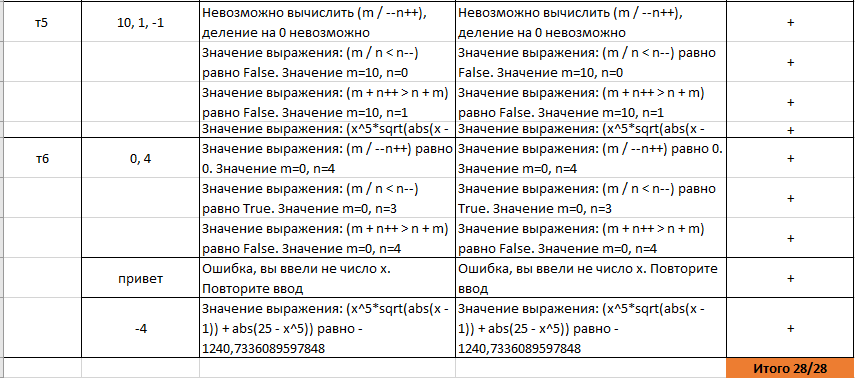 т5
10, 1, -1
Невозможно вычислить (m / --n++),
деление на 0 невозможно
Невозможно вычислить (m / --n++),
деление на 0 невозможно
+
Значение выражения: (m / n < n--)
равно False. Значение m=10, n=0
Значение выражения: (m / n < n--) равно
False. Значение m=10, n=0
+
Значение выражения: (m + n++ > n + m)
равно False. Значение m=10, n=1
Значение выражения: (m + n++ > n + m)
равно False. Значение m=10, n=1
+
Значение выражения: (x^5*sqrt(abs(x -
Значение выражения: (x^5*sqrt(abs(x -
+
т6
0, 4
Значение выражения: (m / --n++) равно
0. Значение m=0, n=4
Значение выражения: (m / --n++) равно 0.
Значение m=0, n=4
+
Значение выражения: (m / n < n--)
равно True. Значение m=0, n=3
Значение выражения: (m / n < n--) равно
True. Значение m=0, n=3
+
Значение выражения: (m + n++ > n + m)
равно False. Значение m=0, n=4
Значение выражения: (m + n++ > n + m)
равно False. Значение m=0, n=4
+
привет
Ошибка, вы ввели не число x.
Повторите ввод
Ошибка, вы ввели не число x. Повторите
ввод
+
-4
Значение выражения: (x^5*sqrt(abs(x -
1)) + abs(25 - x^5)) равно -
1240,7336089597848
Значение выражения: (x^5*sqrt(abs(x -
1)) + abs(25 - x^5)) равно -
1240,7336089597848
+
Итого 28/28